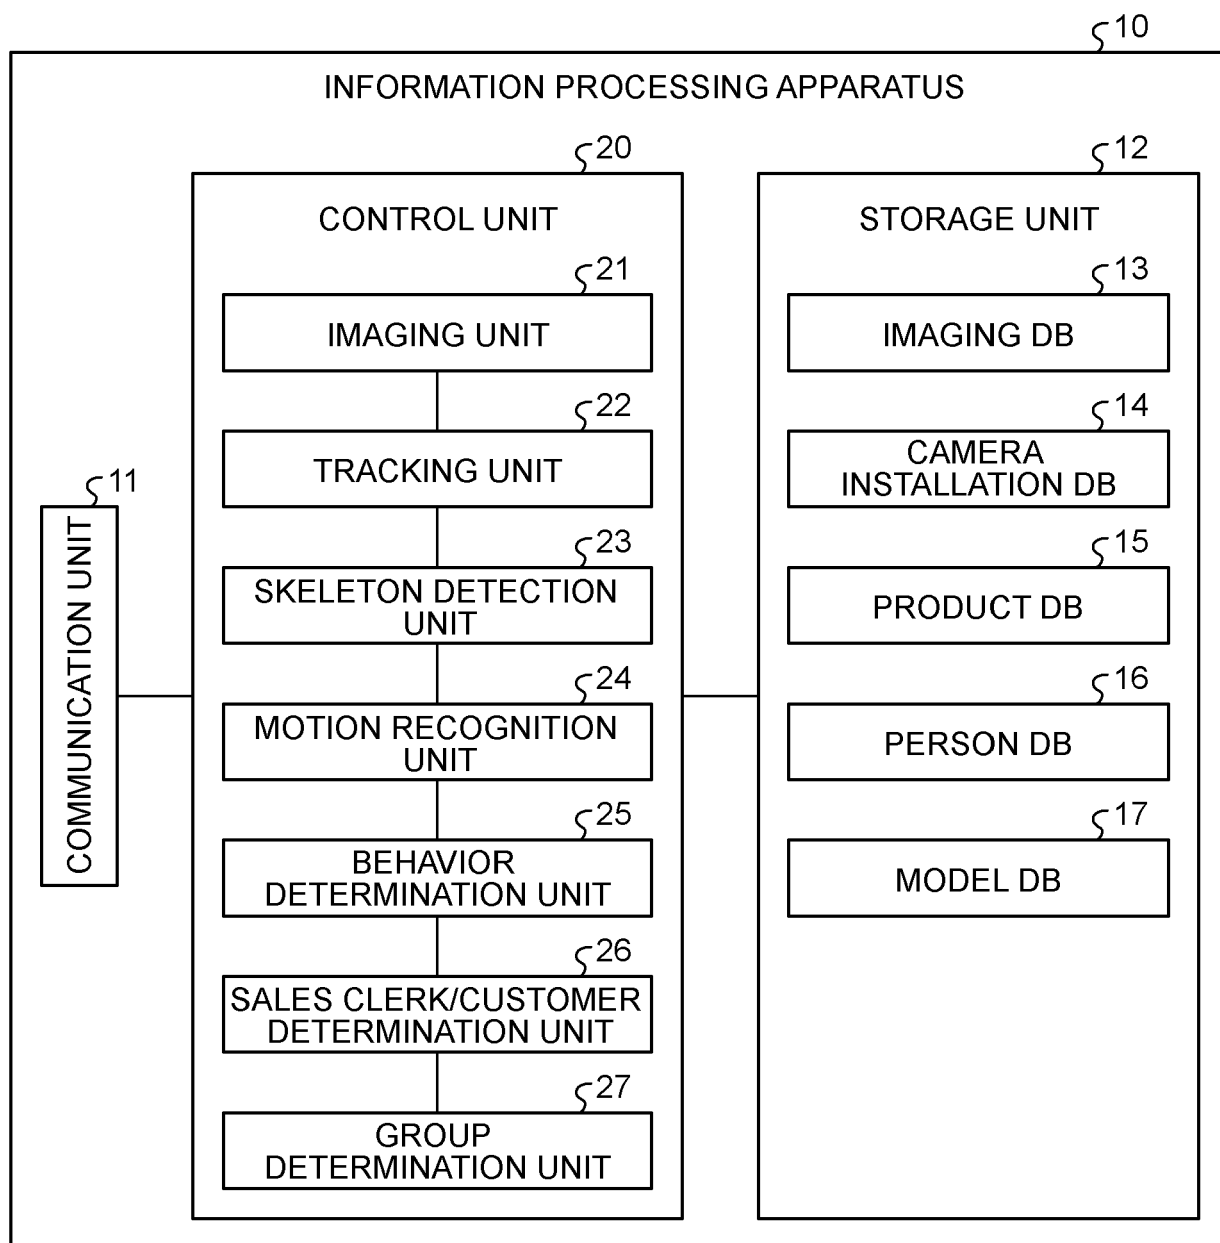 10
INFORMATION PROCESSING APPARATUS
11
COMMUNICATION UNIT
20
CONTROL UNIT
21
IMAGING UNIT
22
TRACKING UNIT
23
SKELETON DETECTION
UNIT
24
MOTION RECOGNITION
UNIT
25
BEHAVIOR
DETERMINATION UNIT
26
SALES CLERK/CUSTOMER
DETERMINATION UNIT
27
GROUP
DETERMINATION UNIT
12
STORAGE UNIT
13
IMAGING DB
14
CAMERA
INSTALLATION DB
15
PRODUCT DB
16
PERSON DB
17
MODEL DB